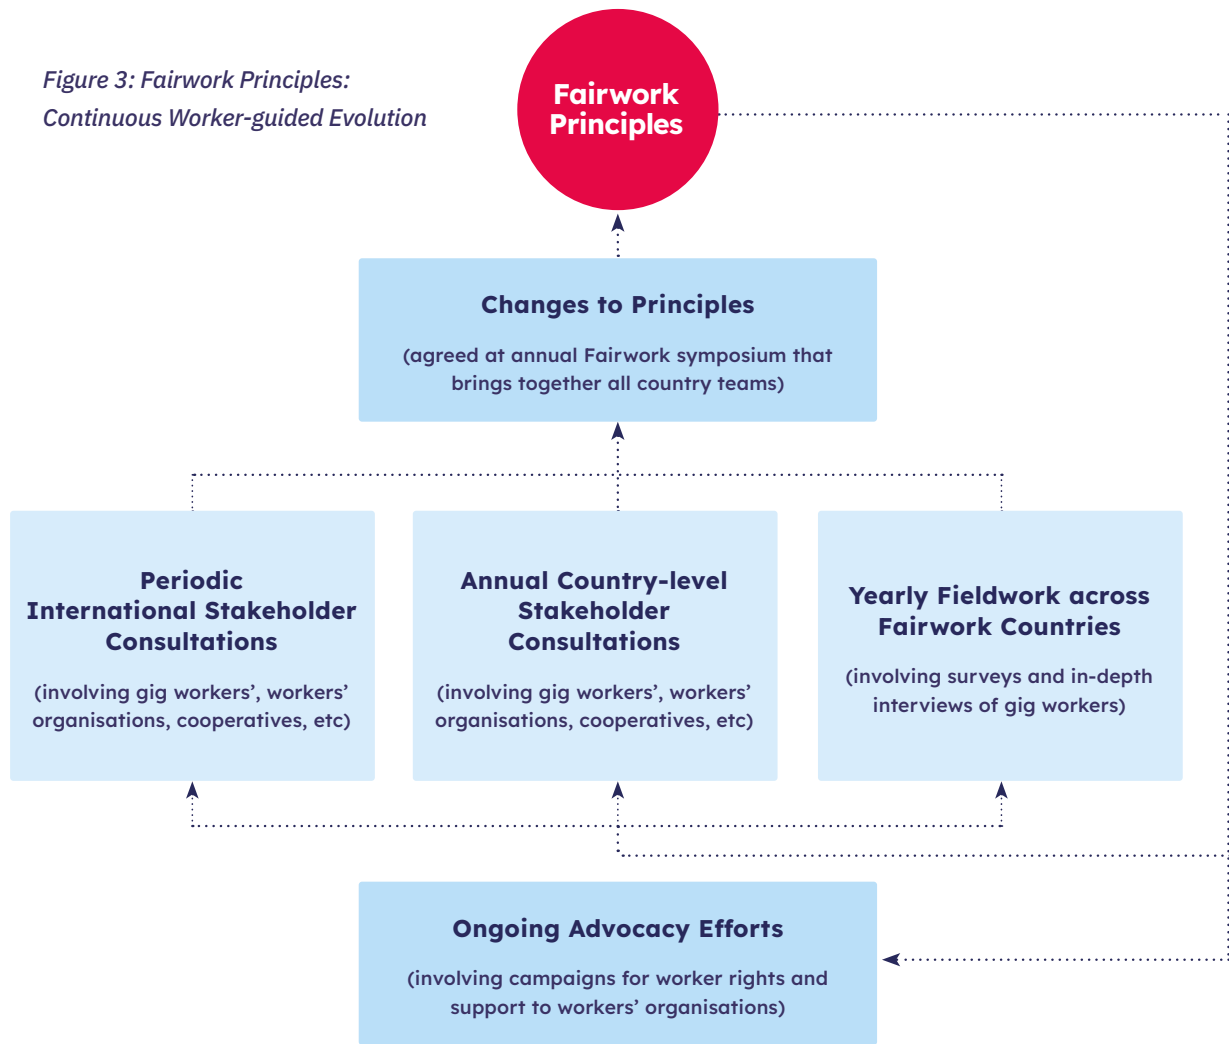 Figure 3: Fairwork Principles:
Continuous Worker-guided Evolution
Fairwork
Principles
Changes to Principles
(agreed at annual Fairwork symposium that
brings together all country teams)
Periodic
International Stakeholder
Consultations
(involving gig workers’, workers’
organisations, cooperatives, etc)
Annual Country-level
Stakeholder
Consultations
(involving gig workers’, workers’
organisations, cooperatives, etc)
Yearly Fieldwork across
Fairwork Countries
(involving surveys and in-depth
interviews of gig workers)
Ongoing Advocacy Efforts
(involving campaigns for worker rights and
support to workers’ organisations)